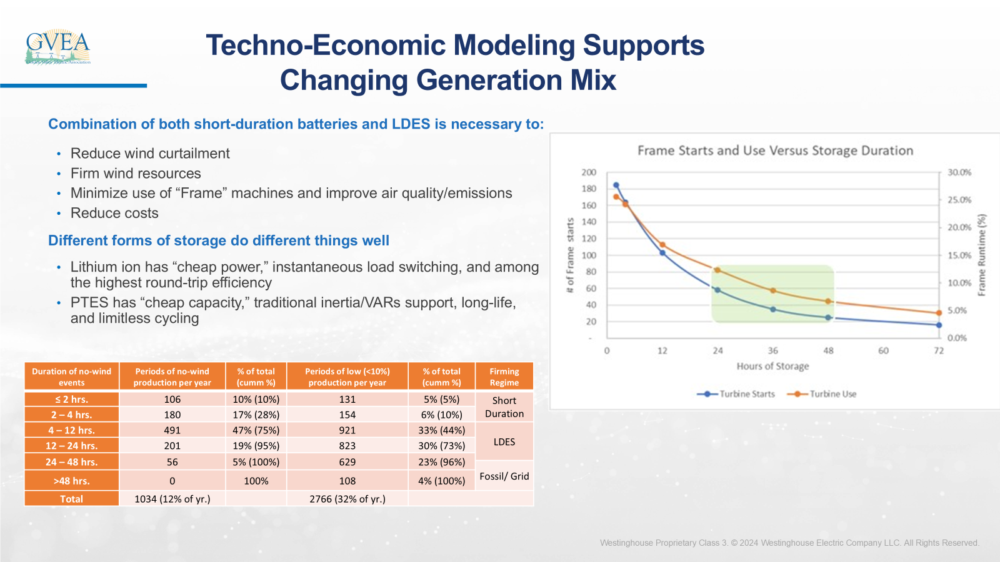 GVEA
Golden Valley Electric Association
Techno-Economic Modeling Supports
Changing Generation Mix
Combination of both short-duration batteries and LDES is necessary to:
• Reduce wind curtailment
• Firm wind resources
• Minimize use of “Frame” machines and improve air quality/emissions
• Reduce costs
Different forms of storage do different things well
• Lithium ion has “cheap power,” instantaneous load switching, and among
the highest round-trip efficiency
• PTES has “cheap capacity,” traditional inertia/VARs support, long-life,
and limitless cycling
Duration of no-wind events | Periods of no-wind production per year | % of total (cumm %) | Periods of low (<10%) production per year | % of total (cumm %) | Firming Regime
≤ 2 hrs. | 106 | 10% (10%) | 131 | 5% (5%) | Short Duration
2 – 4 hrs. | 180 | 17% (28%) | 154 | 6% (10%)
4 – 12 hrs. | 491 | 47% (75%) | 921 | 33% (44%) | LDES
12 – 24 hrs. | 201 | 19% (95%) | 823 | 30% (73%)
24 – 48 hrs. | 56 | 5% (100%) | 629 | 23% (96%) | Fossil/ Grid
>48 hrs. | 0 | 100% | 108 | 4% (100%)
Total | 1034 (12% of yr.) | 2766 (32% of yr.)
Frame Starts and Use Versus Storage Duration
# of Frame starts
200
180
160
140
120
100
80
60
40
20
-
30.0%
25.0%
20.0%
15.0%
10.0%
5.0%
0.0%
Frame Runtime (%)
0 12 24 36 48 60 72
Hours of Storage
Turbine Starts Turbine Use
Westinghouse Proprietary Class 3. © 2024 Westinghouse Electric Company LLC. All Rights Reserved.